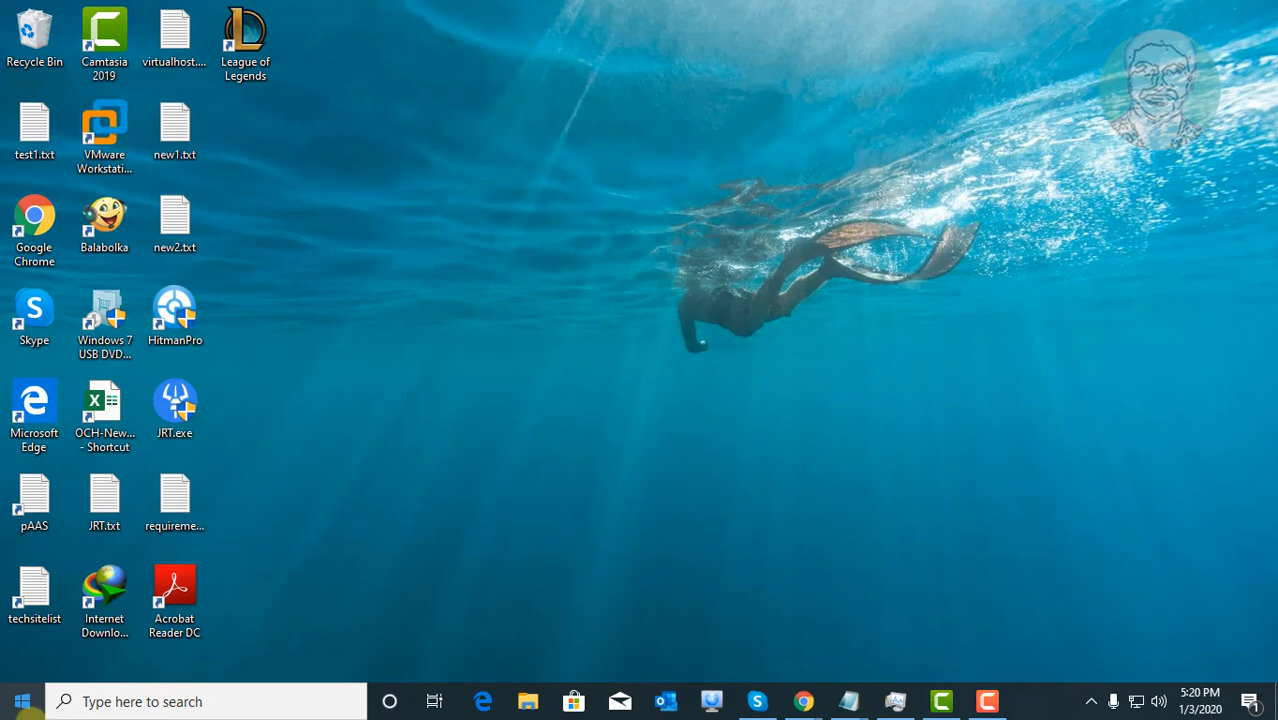 Recycle Bin
Camtasia
2019
virtualhost....
League of
Legends
test1.txt
VMware
Workstati...
new1.txt
Google
Chrome
Balabolka
new2.txt
Skype
Windows 7
USB DVD...
HitmanPro
Microsoft
Edge
OCH-New...
- Shortcut
JRT.exe
pAAS
JRT.txt
requireme...
techsitelist
Internet
Downlo...
Acrobat
Reader DC
Type here to search
5:20 PM
1/3/2020
1